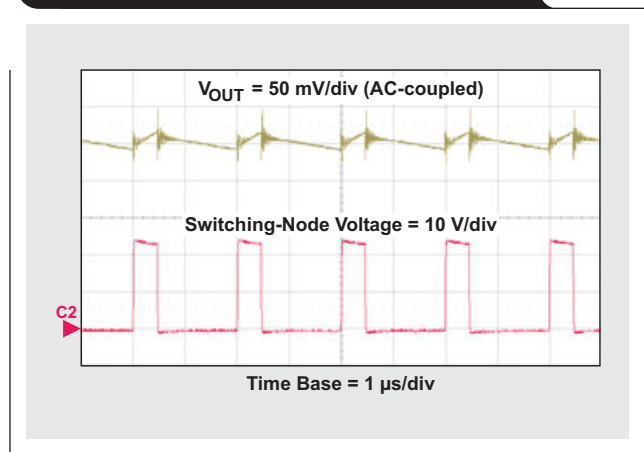 VOUT = 50 mV/div (AC-coupled)
Switching-Node Voltage = 10 V/div
C2
Time Base = 1 µs/div